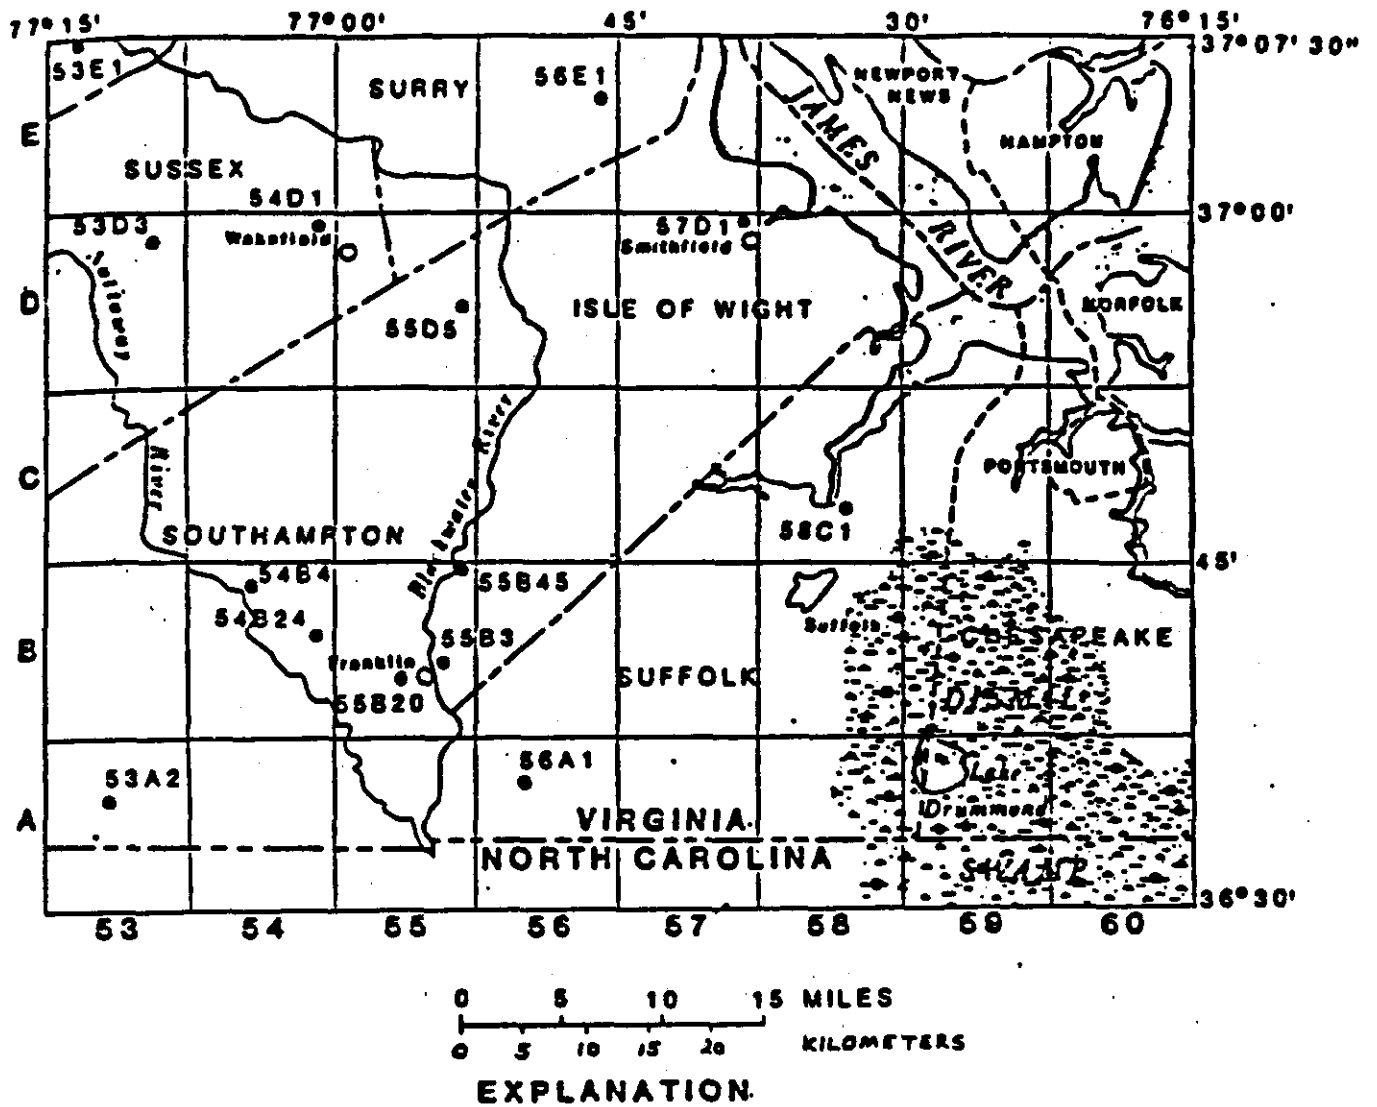 77°15' 77°00' 45' 30' 76°15'
37°07'30"
53E1
SURRY
56E1
NEWPORT
NEWS
JAMES
E
HAMPTON
SUSSEX
54D1
37°00'
53D3
Wakefield
57D1
Smithfield
RIVER
D
55D5
ISLE OF WIGHT
NORFOLK
River
C
River
PORTSMOUTH
SOUTHAMPTON
58C1
45'
54B4
55B45
54B24
Suffolk
B
55B3
Franklin
SUFFOLK
55B20
56A1
53A2
Lake
Drummond
A
VIRGINIA
NORTH CAROLINA
36°30'
53 54 55 56 57 58 59 60
0 5 10 15 MILES
0 5 10 15 20 KILOMETERS
EXPLANATION